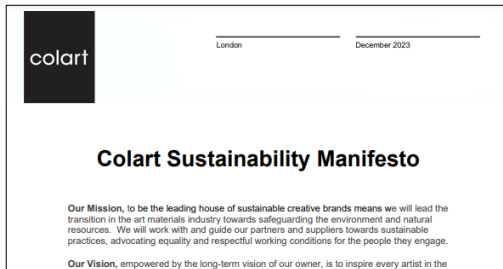 colart
London
December 2023
Colart Sustainability Manifesto
Our Mission, to be the leading house of sustainable creative brands means we will lead the
transition in the art materials industry towards safeguarding the environment and natural
resources. We will work with and guide our partners and suppliers towards sustainable
practices, advocating equality and respectful working conditions for the people they engage.
Our Vision, empowered by the long-term vision of our owner, is to inspire every artist in the